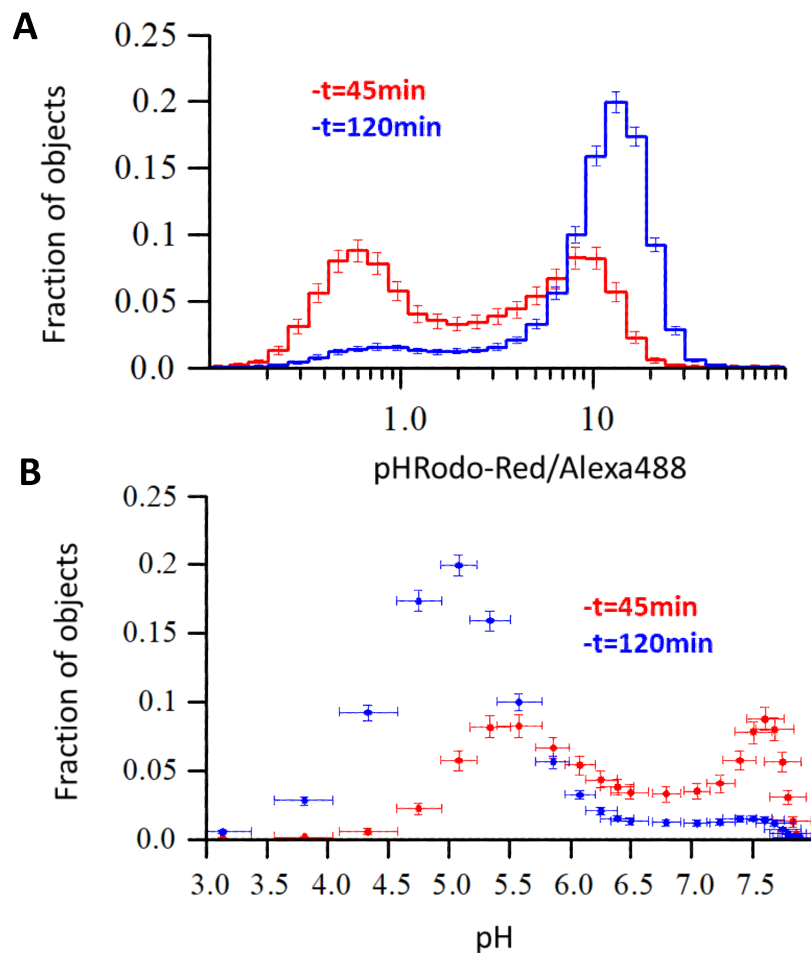 A
0.25
0.2
0.15
0.1
0.05
0.0
Fraction of objects
-t=45min
-t=120min
1.0
10
pHRodo-Red/Alexa488
B
0.25
0.2
0.15
0.1
0.05
0.0
Fraction of objects
-t=45min
-t=120min
3.0 3.5 4.0 4.5 5.0 5.5 6.0 6.5 7.0 7.5
pH